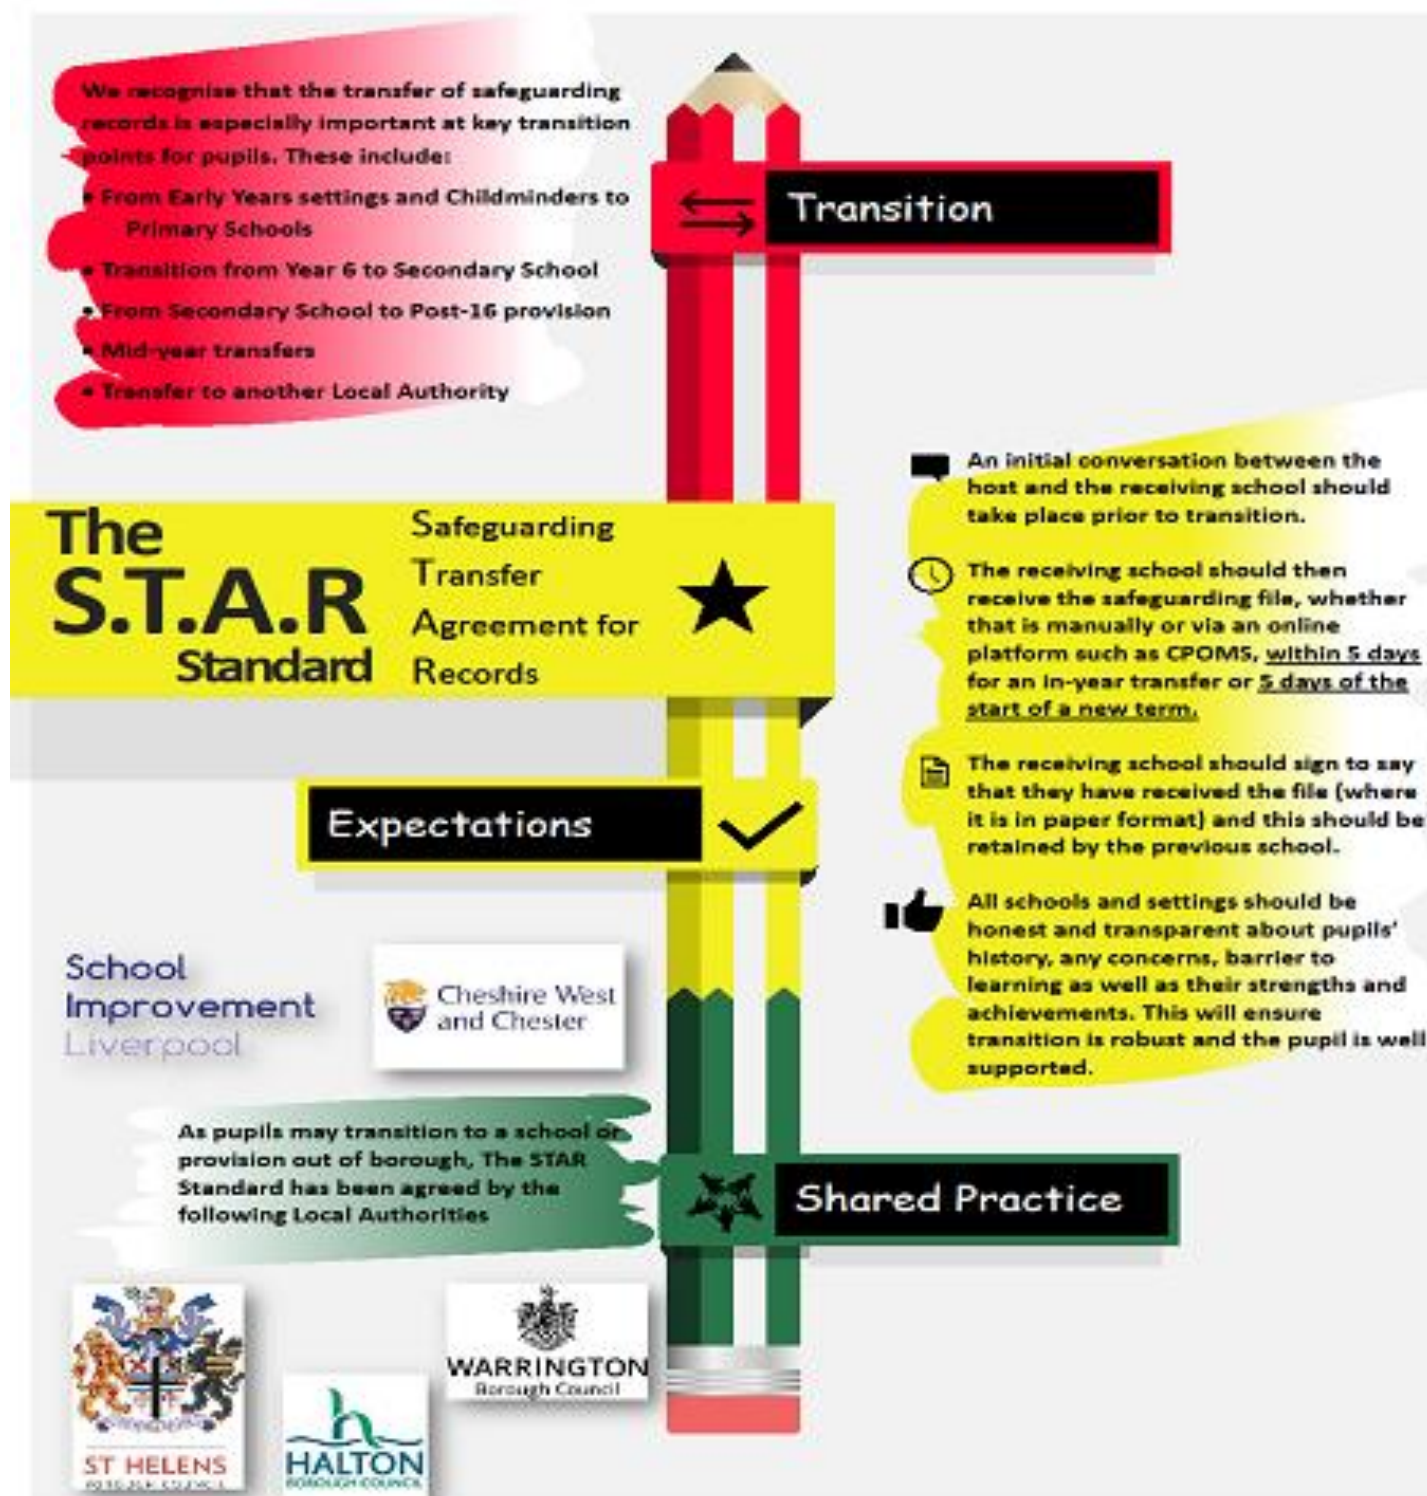 We recognise that the transfer of safeguarding
records is especially important at key transition
points for pupils. These include:
• From Early Years settings and Childminders to
Primary Schools
• Transition from Year 6 to Secondary School
• From Secondary School to Post-16 provision
• Mid-year transfers
• Transfer to another Local Authority
Transition
The
S.T.A.R
Standard
Safeguarding
Transfer
Agreement for
Records
An initial conversation between the
host and the receiving school should
take place prior to transition.
The receiving school should then
receive the safeguarding file, whether
that is manually or via an online
platform such as CPOMS, within 5 days
for an in-year transfer or 5 days of the
start of a new term.
The receiving school should sign to say
that they have received the file (where
it is in paper format) and this should be
retained by the previous school.
All schools and settings should be
honest and transparent about pupils'
history, any concerns, barrier to
learning as well as their strengths and
achievements. This will ensure
transition is robust and the pupil is well
supported.
Expectations
School
Improvement
Liverpool
Cheshire West
and Chester
As pupils may transition to a school or
provision out of borough, The STAR
Standard has been agreed by the
following Local Authorities
Shared Practice
ST HELENS
BOROUGH COUNCIL
HALTON
BOROUGH COUNCIL
WARRINGTON
Borough Council